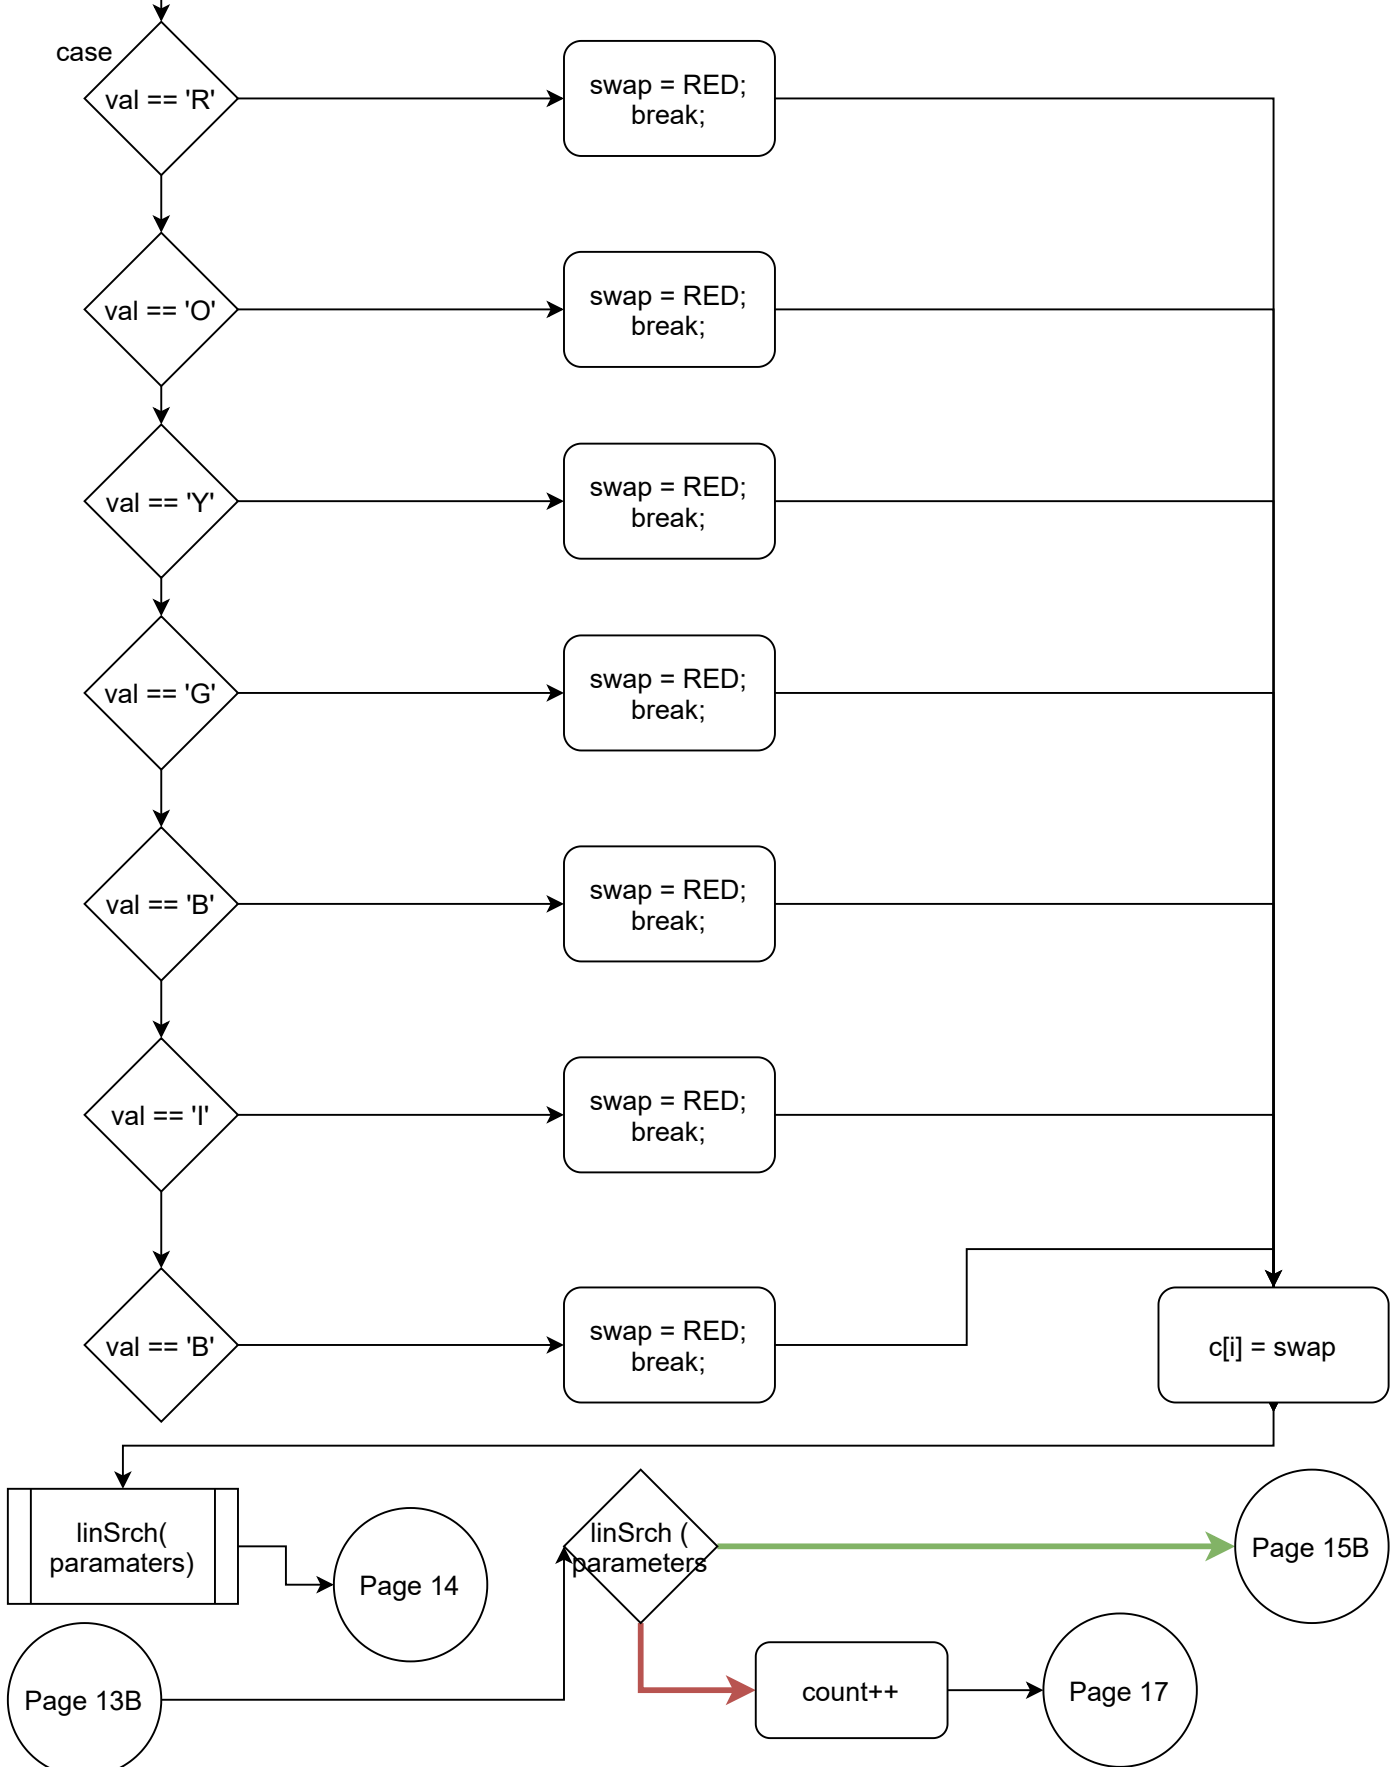 case
val == 'R'
swap = RED;
break;
val == 'O'
swap = RED;
break;
val == 'Y'
swap = RED;
break;
val == 'G'
swap = RED;
break;
val == 'B'
swap = RED;
break;
val == 'I'
swap = RED;
break;
val == 'B'
swap = RED;
break;
c[i] = swap
linSrch(
paramaters)
Page 14
linSrch (
parameters
Page 15B
Page 13B
count++
Page 17